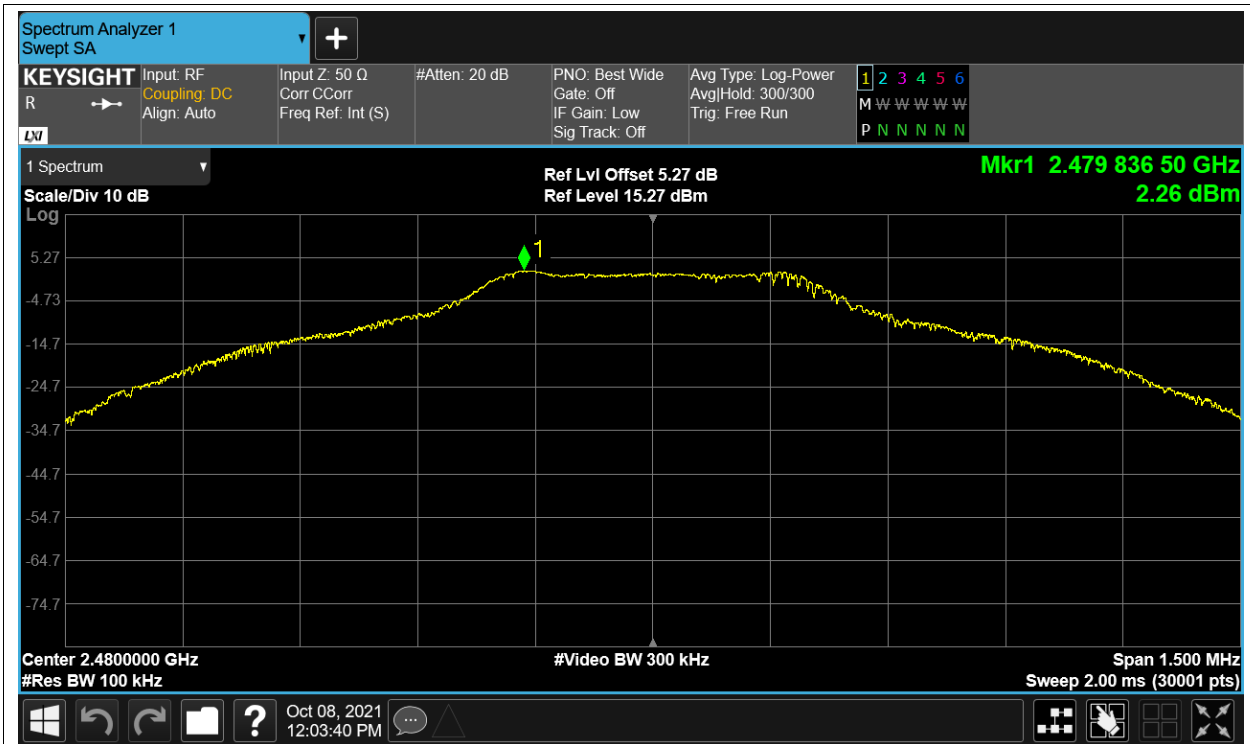 Spectrum Analyzer 1
Swept SA
KEYSIGHT
R
LXI
Input: RF
Coupling: DC
Align: Auto
Input Z: 50 Ω
Corr CCorr
Freq Ref: Int (S)
#Atten: 20 dB
PNO: Best Wide
Gate: Off
IF Gain: Low
Sig Track: Off
Avg Type: Log-Power
Avg|Hold: 300/300
Trig: Free Run
1 2 3 4 5 6
M W W W W W
P N N N N N
1 Spectrum
Scale/Div 10 dB
Log
Ref Lvl Offset 5.27 dB
Ref Level 15.27 dBm
Mkr1 2.479 836 50 GHz
2.26 dBm
1
5.27
-4.73
-14.7
-24.7
-34.7
-44.7
-54.7
-64.7
-74.7
Center 2.4800000 GHz
#Res BW 100 kHz
#Video BW 300 kHz
Span 1.500 MHz
Sweep 2.00 ms (30001 pts)
?
Oct 08, 2021
12:03:40 PM